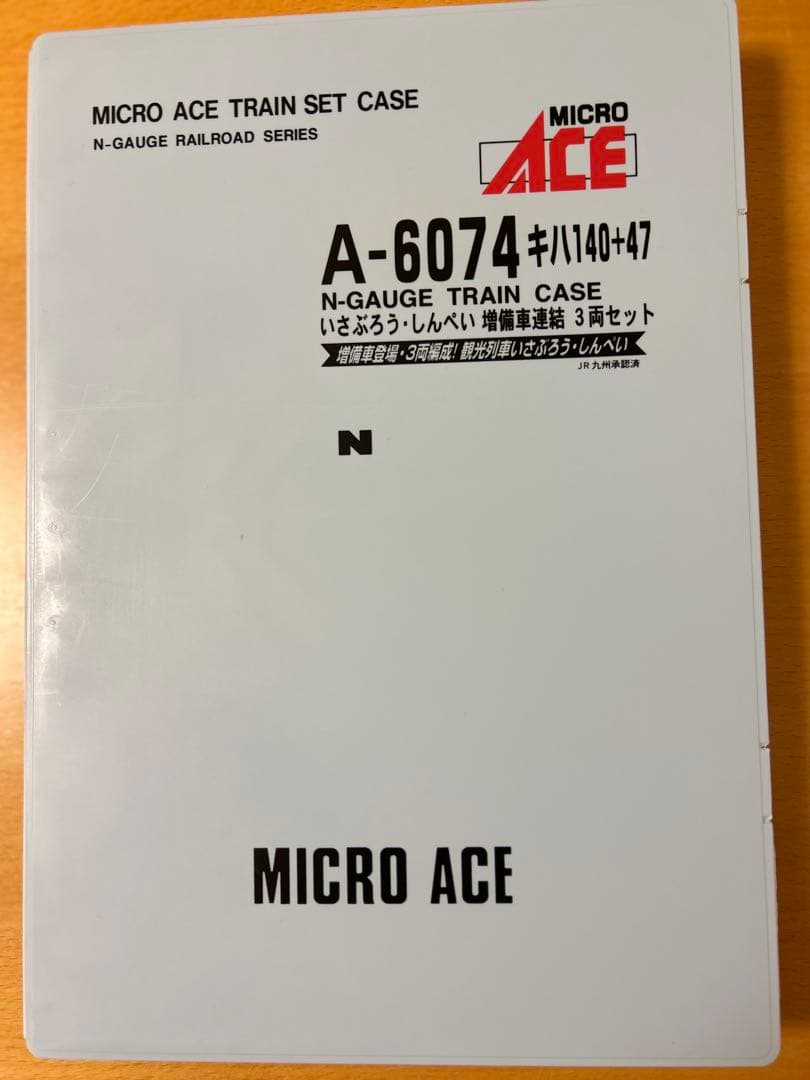 MICRO ACE TRAIN SET CASE
N-GAUGE RAILROAD SERIES
MICRO
ACE
A-6074 キハ140+47
N-GAUGE TRAIN CASE
いさぶろう・しんぺい 増備車連結 3両セット
増備車登場・3両編成! 観光列車いさぶろう・しんぺい
JR九州承認済
N
MICRO ACE